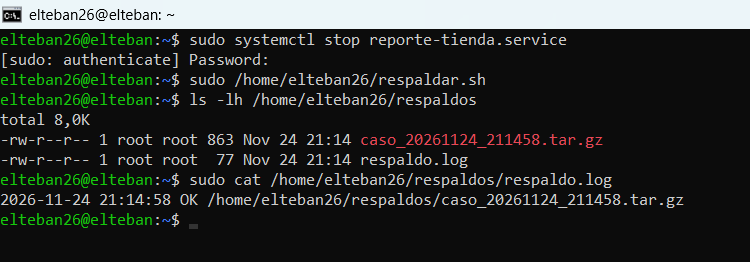 elteban26@elteban: ~
elteban26@elteban:~$ sudo systemctl stop reporte-tienda.service
[sudo: authenticate] Password:
elteban26@elteban:~$ sudo /home/elteban26/respaldar.sh
elteban26@elteban:~$ ls -lh /home/elteban26/respaldos
total 8,0K
-rw-r--r-- 1 root root 863 Nov 24 21:14 caso_20261124_211458.tar.gz
-rw-r--r-- 1 root root  77 Nov 24 21:14 respaldo.log
elteban26@elteban:~$ sudo cat /home/elteban26/respaldos/respaldo.log
2026-11-24 21:14:58 OK /home/elteban26/respaldos/caso_20261124_211458.tar.gz
elteban26@elteban:~$